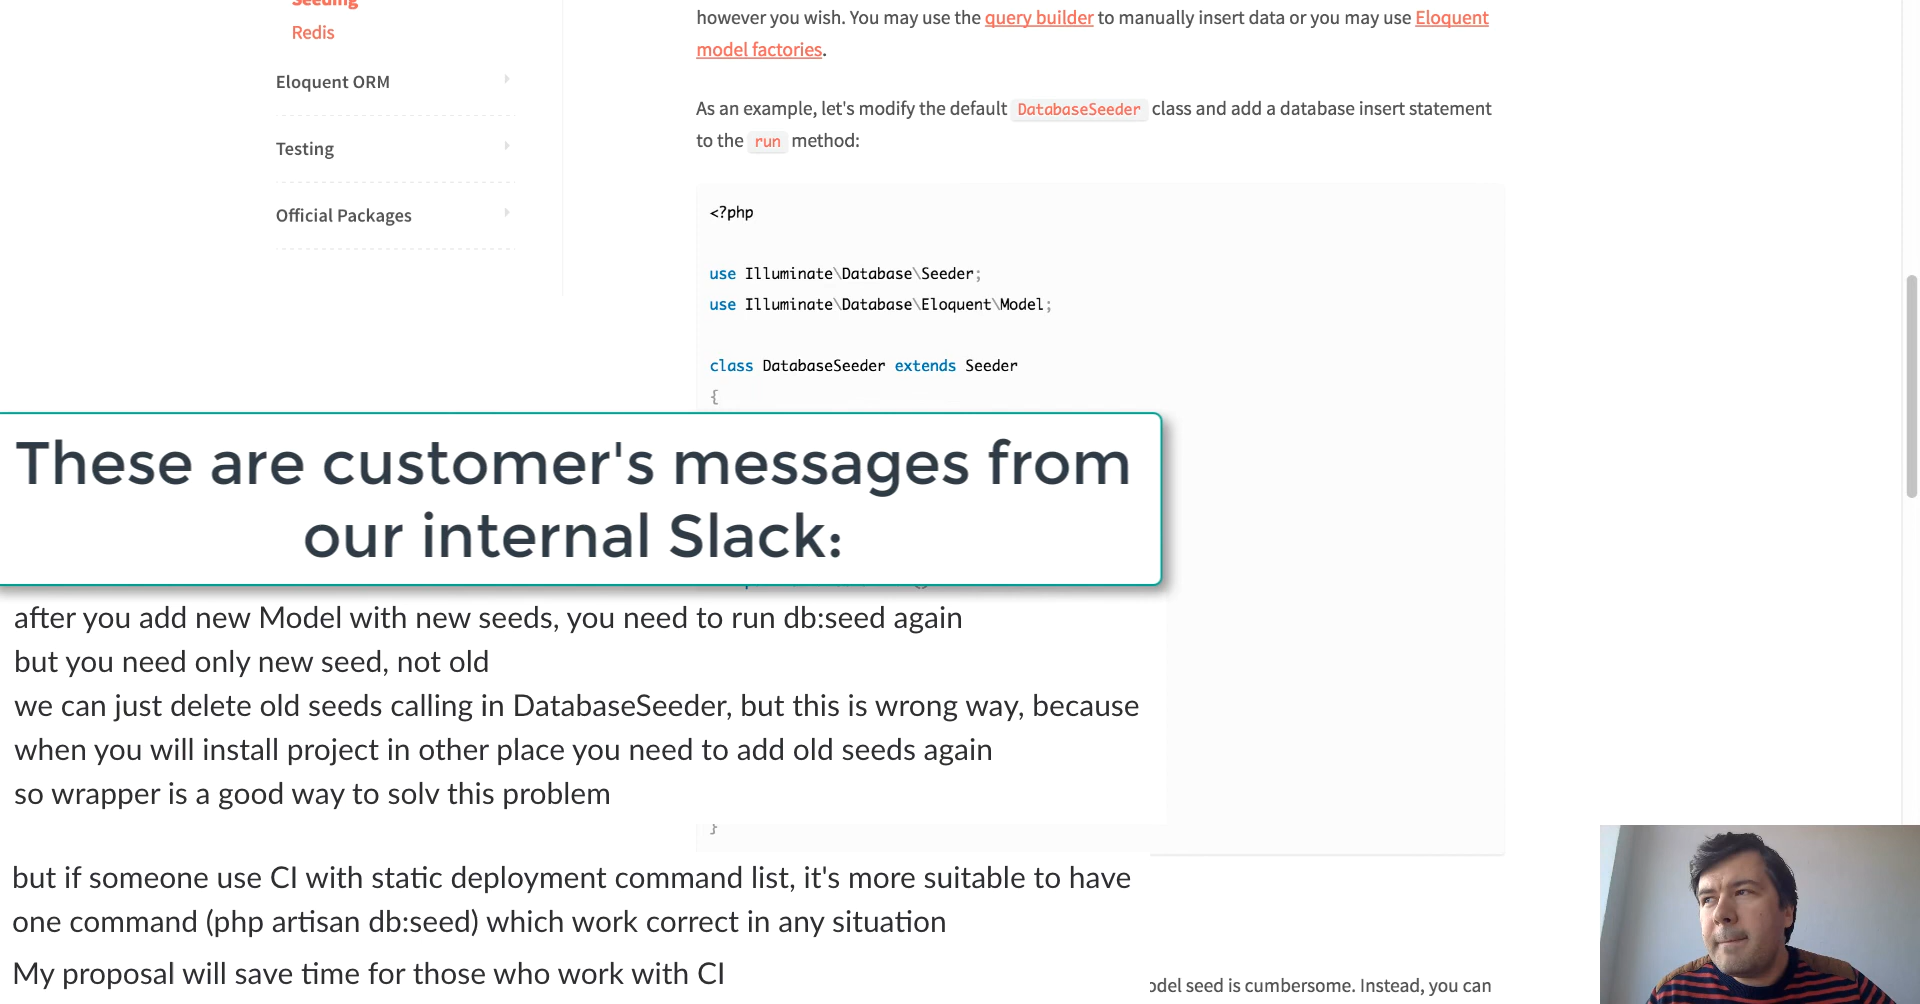 Seeding
Redis
Eloquent ORM
Testing
Official Packages
however you wish. You may use the query builder to manually insert data or you may use Eloquent
model factories.
As an example, let's modify the default DatabaseSeeder class and add a database insert statement
to the run method:
<?php
use Illuminate\Database\Seeder;
use Illuminate\Database\Eloquent\Model;
class DatabaseSeeder extends Seeder
{
These are customer's messages from
our internal Slack:
after you add new Model with new seeds, you need to run db:seed again
but you need only new seed, not old
we can just delete old seeds calling in DatabaseSeeder, but this is wrong way, because
when you will install project in other place you need to add old seeds again
so wrapper is a good way to solv this problem
}
but if someone use CI with static deployment command list, it's more suitable to have
one command (php artisan db:seed) which work correct in any situation
My proposal will save time for those who work with CI
seed is cumbersome. Instead, you can